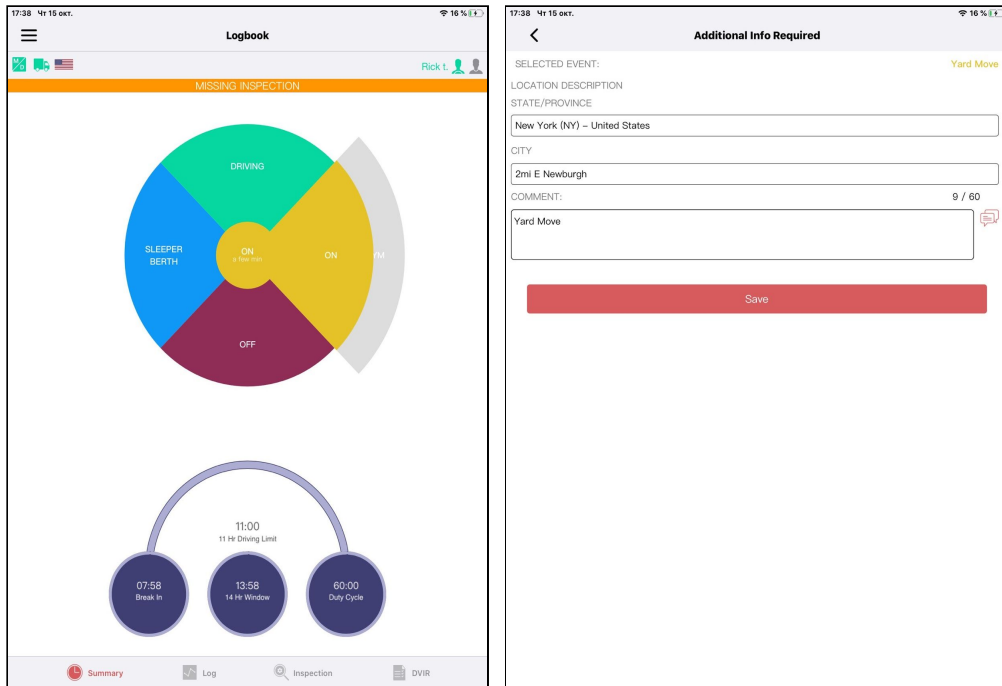 17:38 Чт 15 окт.
16 %
Logbook
M/D
Rick t.
MISSING INSPECTION
DRIVING
SLEEPER
BERTH
ON
a few min
ON
YM
OFF
11:00
11 Hr Driving Limit
07:58
Break In
13:58
14 Hr Window
60:00
Duty Cycle
Summary
Log
Inspection
DVIR
17:38 Чт 15 окт.
16 %
Additional Info Required
SELECTED EVENT:
Yard Move
LOCATION DESCRIPTION
STATE/PROVINCE
New York (NY) – United States
CITY
2mi E Newburgh
COMMENT:
9 / 60
Yard Move
Save